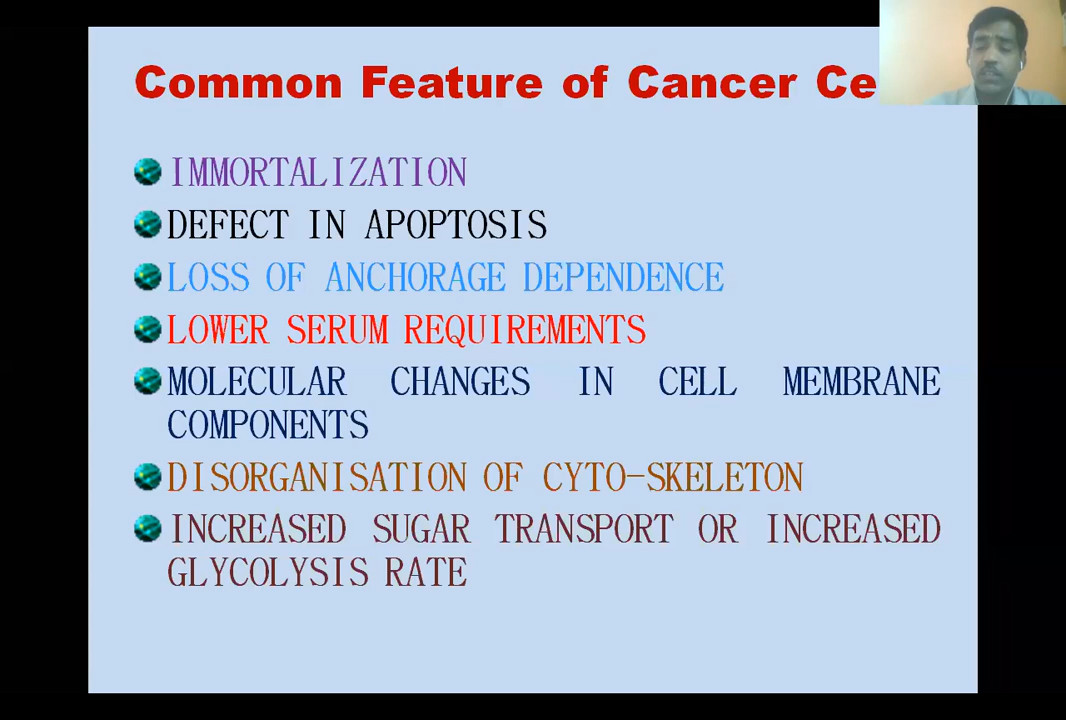 Common Feature of Cancer Ce
IMMORTALIZATION
DEFECT IN APOPTOSIS
LOSS OF ANCHORAGE DEPENDENCE
LOWER SERUM REQUIREMENTS
MOLECULAR CHANGES IN CELL MEMBRANE
COMPONENTS
DISORGANISATION OF CYTO-SKELETON
INCREASED SUGAR TRANSPORT OR INCREASED
GLYCOLYSIS RATE